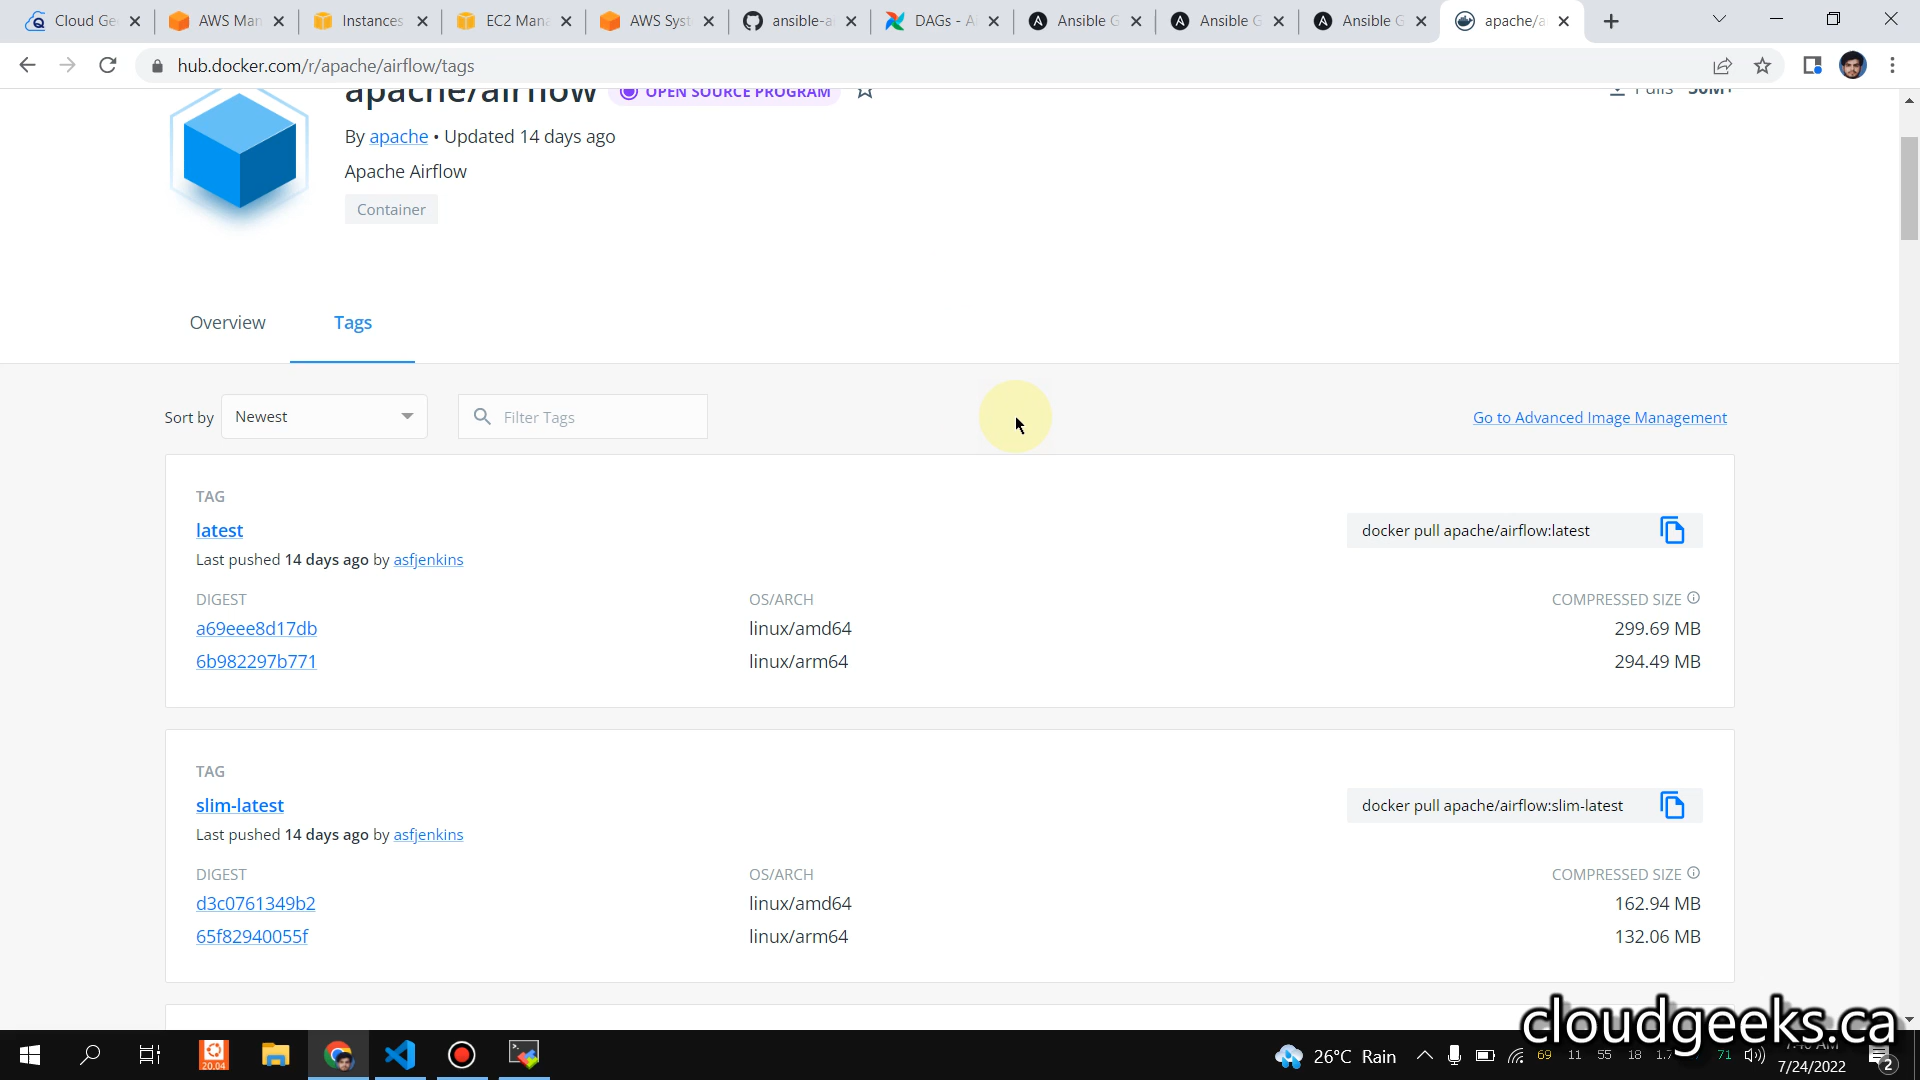 Cloud Ge
AWS Man
Instances
EC2 Mana
AWS Syst
ansible-a
DAGs - Ai
Ansible G
Ansible G
Ansible G
apache/a
hub.docker.com/r/apache/airflow/tags
apache/airflow
OPEN SOURCE PROGRAM
Pulls 50M+
By apache • Updated 14 days ago
Apache Airflow
Container
Overview
Tags
Sort by
Newest
Filter Tags
Go to Advanced Image Management
TAG
latest
docker pull apache/airflow:latest
Last pushed 14 days ago by asfjenkins
DIGEST
OS/ARCH
COMPRESSED SIZE
a69eee8d17db
linux/amd64
299.69 MB
6b982297b771
linux/arm64
294.49 MB
TAG
slim-latest
docker pull apache/airflow:slim-latest
Last pushed 14 days ago by asfjenkins
DIGEST
OS/ARCH
COMPRESSED SIZE
d3c0761349b2
linux/amd64
162.94 MB
65f82940055f
linux/arm64
132.06 MB
cloudgeeks.ca
20.04
26°C Rain
69 11 55 18 1.7 71
7/24/2022
2